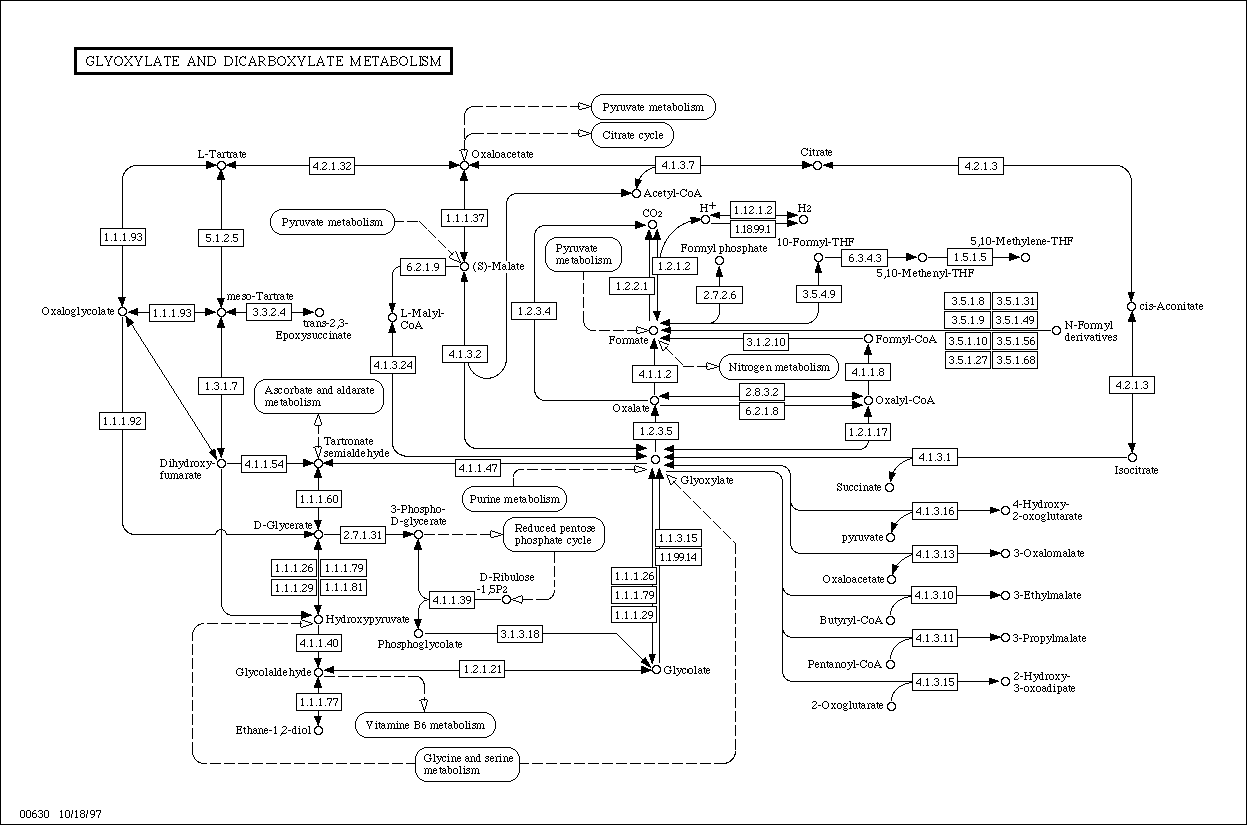 GLYOXYLATE AND DICARBOXYLATE METABOLISM
Pyruvate metabolism
Citrate cycle
L-Tartrate
4.2.1.32
Oxaloacetate
4.1.3.7
Citrate
4.2.1.3
Acetyl-CoA
Pyruvate metabolism
1.1.1.37
CO2
H+
1.12.1.2
H2
1.18.99.1
1.1.1.93
5.1.2.5
Pyruvate
metabolism
Formyl phosphate
10-Formyl-THF
5,10-Methylene-THF
6.3.4.3
1.5.1.5
5,10-Methenyl-THF
6.2.1.9
(S)-Malate
1.2.1.2
1.2.2.1
2.7.2.6
3.5.4.9
meso-Tartrate
Oxaloglycolate
1.1.1.93
3.3.2.4
trans-2,3-
Epoxysuccinate
L-Malyl-
CoA
1.2.3.4
3.5.1.8
3.5.1.31
3.5.1.9
3.5.1.49
3.5.1.10
3.5.1.56
3.5.1.27
3.5.1.68
cis-Aconitate
N-Formyl
derivatives
Formate
3.1.2.10
Formyl-CoA
4.1.3.24
4.1.3.2
Nitrogen metabolism
4.1.1.2
4.1.1.8
1.3.1.7
Ascorbate and aldarate
metabolism
4.2.1.3
2.8.3.2
6.2.1.8
Oxalate
Oxalyl-CoA
1.1.1.92
1.2.3.5
1.2.1.17
Tartronate
semialdehyde
Dihydroxy-
fumarate
4.1.1.54
4.1.1.47
Glyoxylate
4.1.3.1
Succinate
Isocitrate
1.1.1.60
Purine metabolism
3-Phospho-
D-glycerate
4.1.3.16
4-Hydroxy-
2-oxoglutarate
pyruvate
D-Glycerate
2.7.1.31
Reduced pentose
phosphate cycle
1.1.3.15
1.1.99.14
4.1.3.13
3-Oxalomalate
Oxaloacetate
1.1.1.26
1.1.1.79
1.1.1.29
1.1.1.81
D-Ribulose
-1,5P2
4.1.1.39
1.1.1.26
1.1.1.79
1.1.1.29
4.1.3.10
3-Ethylmalate
Butyryl-CoA
Hydroxypyruvate
4.1.1.40
Phosphoglycolate
3.1.3.18
4.1.3.11
3-Propylmalate
Pentanoyl-CoA
Glycolaldehyde
1.2.1.21
Glycolate
4.1.3.15
2-Hydroxy-
3-oxoadipate
2-Oxoglutarate
1.1.1.77
Ethane-1,2-diol
Vitamine B6 metabolism
Glycine and serine
metabolism
00630 10/18/97